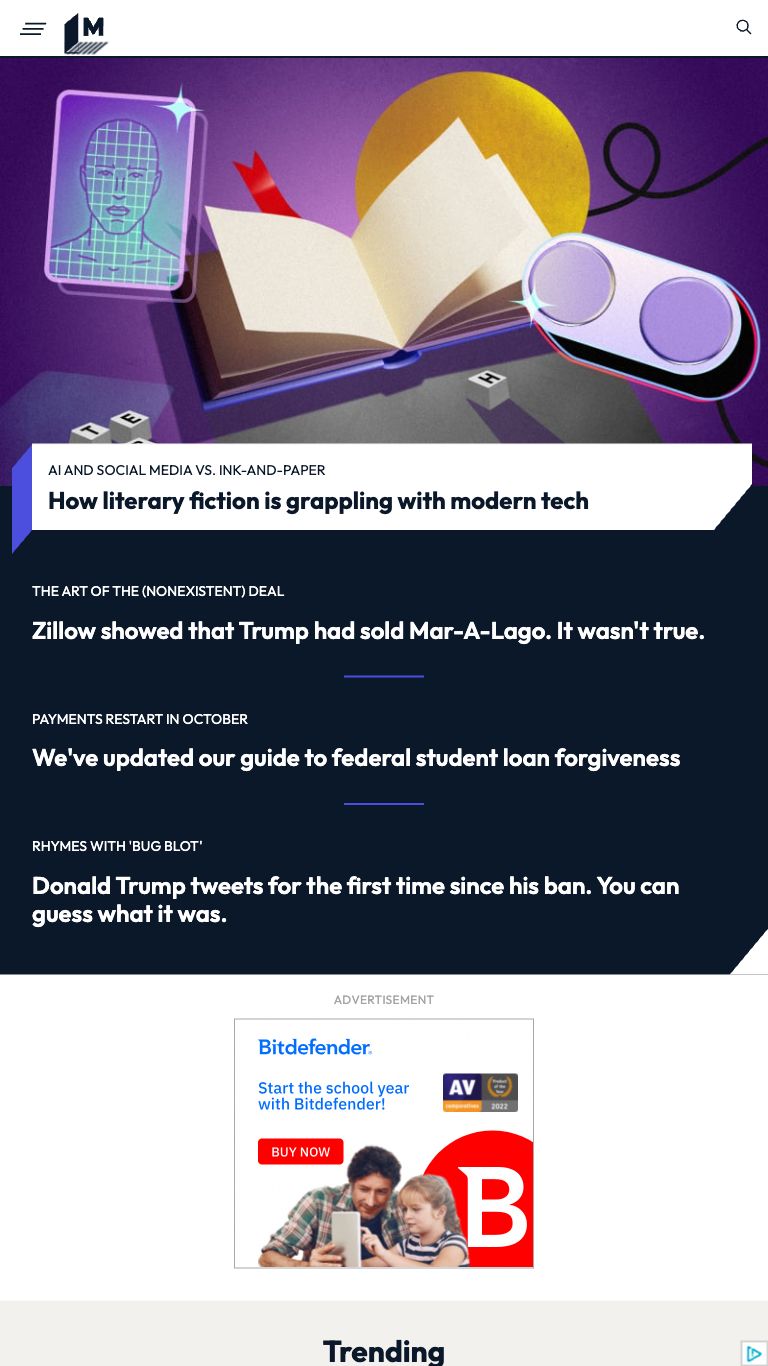 M
T
E
H
AI AND SOCIAL MEDIA VS. INK-AND-PAPER
How literary fiction is grappling with modern tech
THE ART OF THE (NONEXISTENT) DEAL
Zillow showed that Trump had sold Mar-A-Lago. It wasn't true.
PAYMENTS RESTART IN OCTOBER
We've updated our guide to federal student loan forgiveness
RHYMES WITH 'BUG BLOT'
Donald Trump tweets for the first time since his ban. You can
guess what it was.
ADVERTISEMENT
Bitdefender
Start the school year
with Bitdefender!
AV
Product
of the
Year
comparatives 2022
BUY NOW
B
Trending